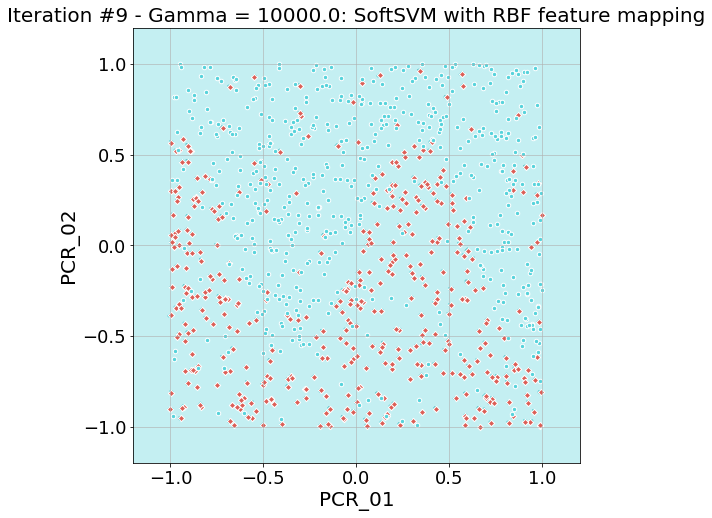 Iteration #9 - Gamma = 10000.0: SoftSVM with RBF feature mapping
1.0
0.5
0.0
−0.5
−1.0
PCR_02
−1.0 −0.5 0.0 0.5 1.0
PCR_01